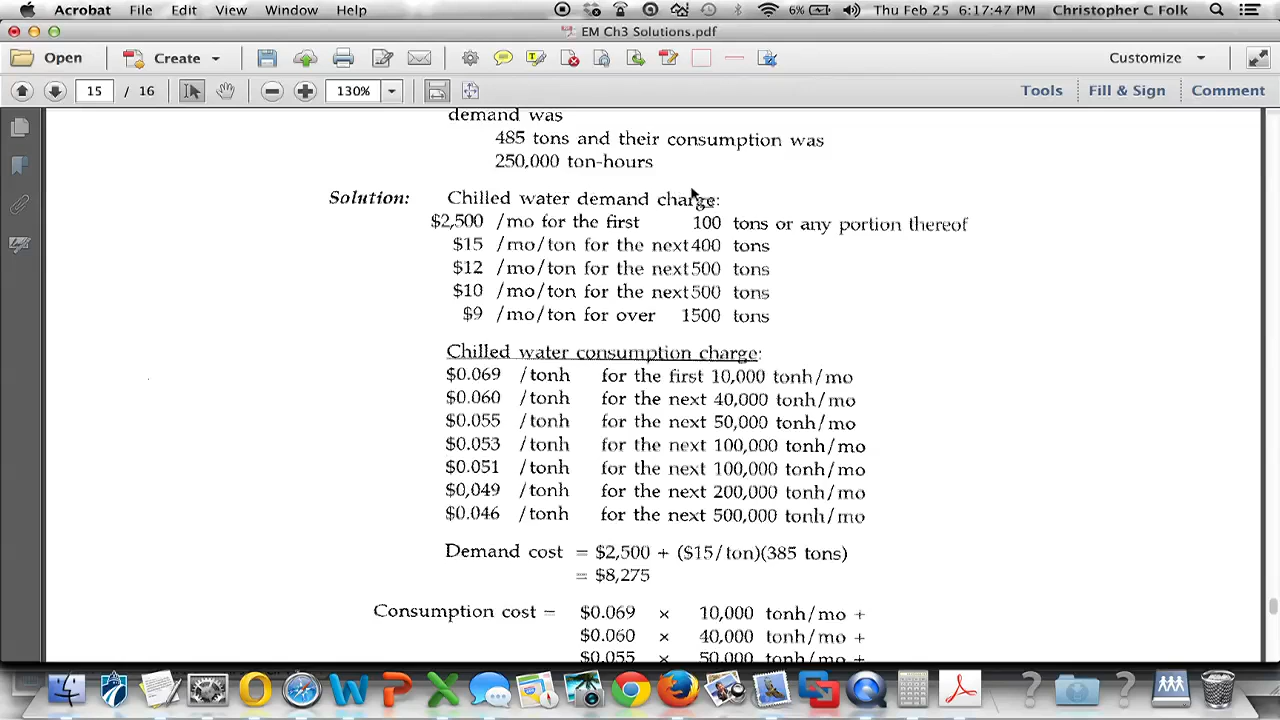 Acrobat File Edit View Window Help 6% Thu Feb 25 6:17:47 PM Christopher C Folk
EM Ch3 Solutions.pdf
Open Create Customize
15 / 16 130% Tools Fill & Sign Comment
demand was
485 tons and their consumption was
250,000 ton-hours
Solution: Chilled water demand charge:
$2,500 /mo for the first 100 tons or any portion thereof
$15 /mo/ton for the next 400 tons
$12 /mo/ton for the next 500 tons
$10 /mo/ton for the next 500 tons
$9 /mo/ton for over 1500 tons
Chilled water consumption charge:
$0.069 /tonh for the first 10,000 tonh/mo
$0.060 /tonh for the next 40,000 tonh/mo
$0.055 /tonh for the next 50,000 tonh/mo
$0.053 /tonh for the next 100,000 tonh/mo
$0.051 /tonh for the next 100,000 tonh/mo
$0,049 /tonh for the next 200,000 tonh/mo
$0.046 /tonh for the next 500,000 tonh/mo
Demand cost = $2,500 + ($15/ton)(385 tons)
= $8,275
Consumption cost = $0.069 × 10,000 tonh/mo +
$0.060 × 40,000 tonh/mo +
$0.055 × 50,000 tonh/mo +